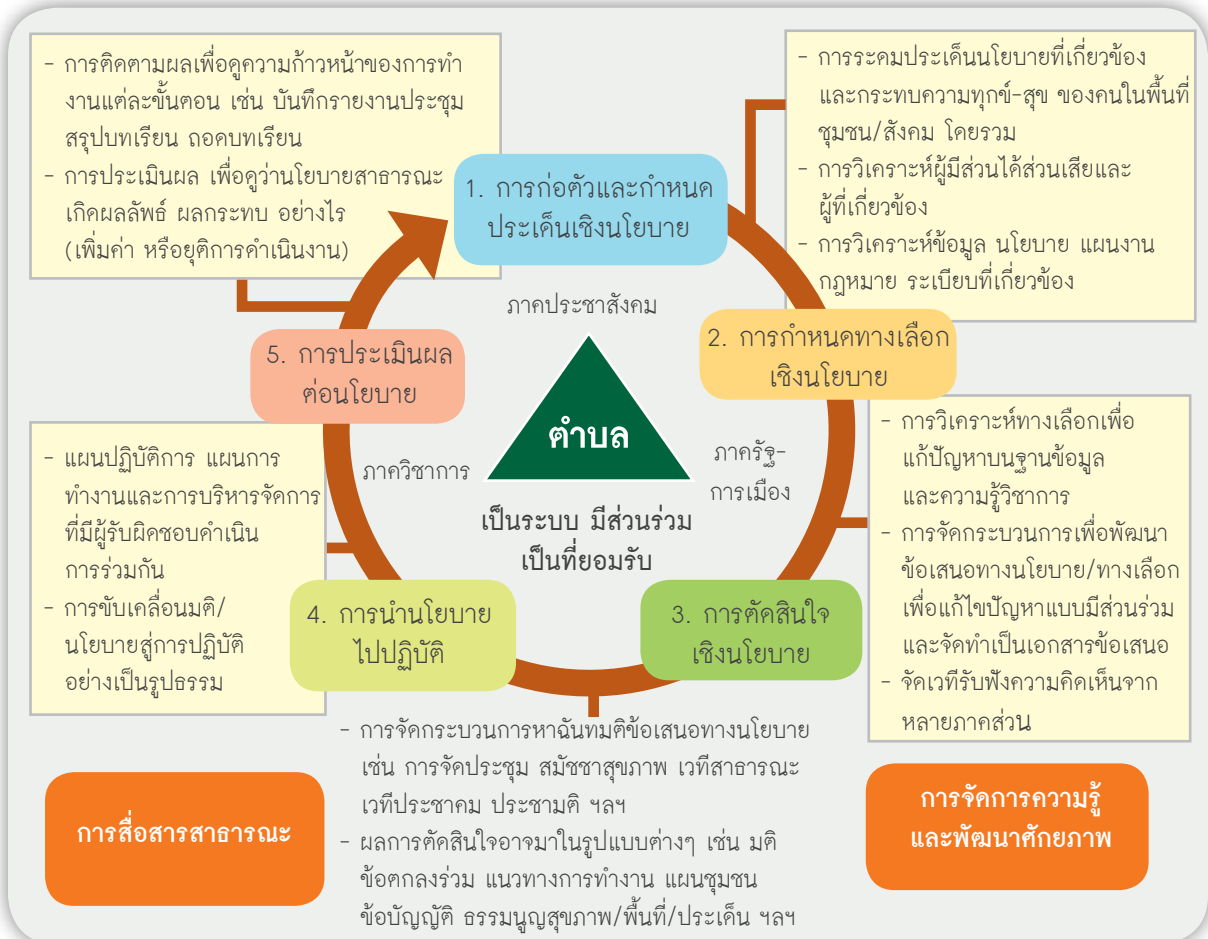 - การติดตามผลเพื่อดูความก้าวหน้าของการทำ
งานแต่ละขั้นตอน เช่น บันทึกรายงานประชุม
สรุปบทเรียน ถอดบทเรียน
- การประเมินผล เพื่อดูว่านโยบายสาธารณะ
เกิดผลลัพธ์ ผลกระทบ อย่างไร
(เพิ่มค่า หรือยุติการดำเนินงาน)
- การระดมประเด็นนโยบายที่เกี่ยวข้อง
และกระทบความทุกข์-สุข ของคนในพื้นที่
ชุมชน/สังคม โดยรวม
- การวิเคราะห์ผู้มีส่วนได้ส่วนเสียและ
ผู้ที่เกี่ยวข้อง
- การวิเคราะห์ข้อมูล นโยบาย แผนงาน
กฎหมาย ระเบียบที่เกี่ยวข้อง
1. การก่อตัวและกำหนด
ประเด็นเชิงนโยบาย
ภาคประชาสังคม
2. การกำหนดทางเลือก
เชิงนโยบาย
5. การประเมินผล
ต่อนโยบาย
ตำบล
ภาควิชาการ
ภาครัฐ-
การเมือง
เป็นระบบ มีส่วนร่วม
เป็นที่ยอมรับ
- การวิเคราะห์ทางเลือกเพื่อ
แก้ปัญหาบนฐานข้อมูล
และความรู้วิชาการ
- การจัดกระบวนการเพื่อพัฒนา
ข้อเสนอทางนโยบาย/ทางเลือก
เพื่อแก้ไขปัญหาแบบมีส่วนร่วม
และจัดทำเป็นเอกสารข้อเสนอ
- จัดเวทีรับฟังความคิดเห็นจาก
หลายภาคส่วน
- แผนปฏิบัติการ แผนการ
ทำงานและการบริหารจัดการ
ที่มีผู้รับผิดชอบดำเนิน
การร่วมกัน
- การขับเคลื่อนมติ/
นโยบายสู่การปฏิบัติ
อย่างเป็นรูปธรรม
4. การนำนโยบาย
ไปปฏิบัติ
3. การตัดสินใจ
เชิงนโยบาย
- การจัดกระบวนการหาฉันทมติข้อเสนอทางนโยบาย
เช่น การจัดประชุม สมัชชาสุขภาพ เวทีสาธารณะ
เวทีประชาคม ประชามติ ฯลฯ
- ผลการตัดสินใจอาจมาในรูปแบบต่างๆ เช่น มติ
ข้อตกลงร่วม แนวทางการทำงาน แผนชุมชน
ข้อบัญญัติ ธรรมนูญสุขภาพ/พื้นที่/ประเด็น ฯลฯ
การสื่อสารสาธารณะ
การจัดการความรู้
และพัฒนาศักยภาพ